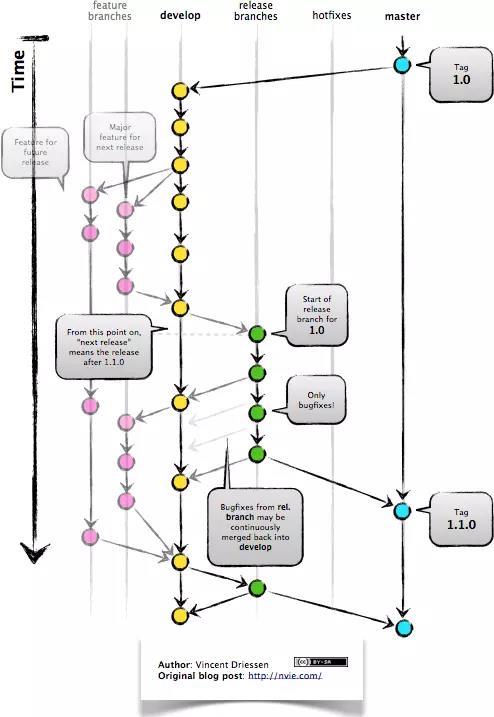 feature
branches
develop
release
branches
hotfixes
master
Time
Tag
1.0
Feature for
future
release
Major
feature for
next release
Start of
release
branch for
1.0
From this point on,
"next release"
means the release
after 1.1.0
Only
bugfixes!
Bugfixes from rel.
branch may be
continuously
merged back into
develop
Tag
1.1.0
Author: Vincent Driessen
Original blog post: http://nvie.com/
cc BY-SA